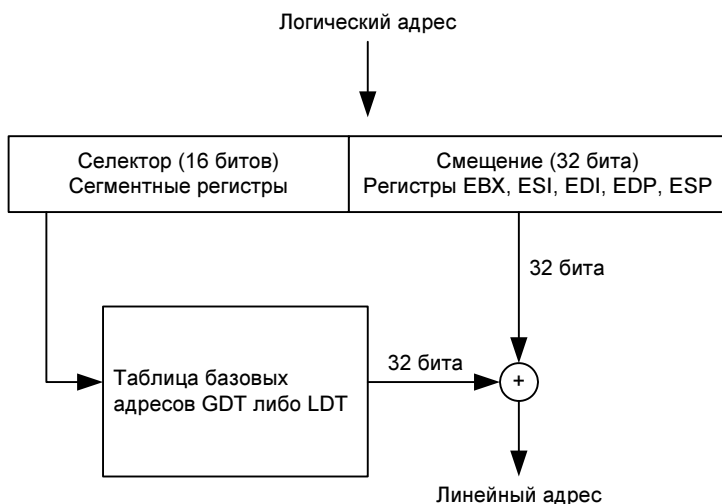 Логический адрес
Селектор (16 битов)
Сегментные регистры
Смещение (32 бита)
Регистры EBX, ESI, EDI, EDP, ESP
32 бита
Таблица базовых
адресов GDT либо LDT
32 бита
+
Линейный адрес